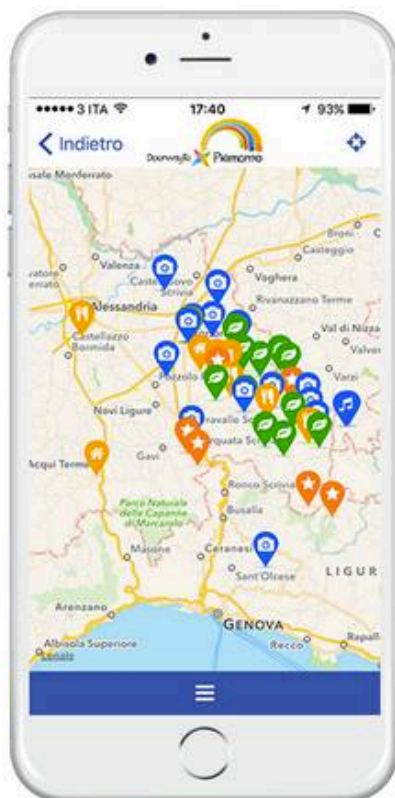 ●●●●● 3 ITA 17:40 93%
Indietro
Piemonte
sale Monferrato
Broni
Casteggio
Valenza
Voghera
Scrivia
Rivanazzano Terme
Alessandria
Val di Nizza
Castellazzo
Bormida
Varzi
Pozzolo
Novi Ligure
Gavi
Acqui Terme
Ronco Scrivia
Parco Naturale
delle Capanne
di Marcarolo
Busalla
Masone
Ceranesi
Sant'Olcese
LIGUR
Arenzano
GENOVA
Albisola Superiore
Recco
Rapall
Legale